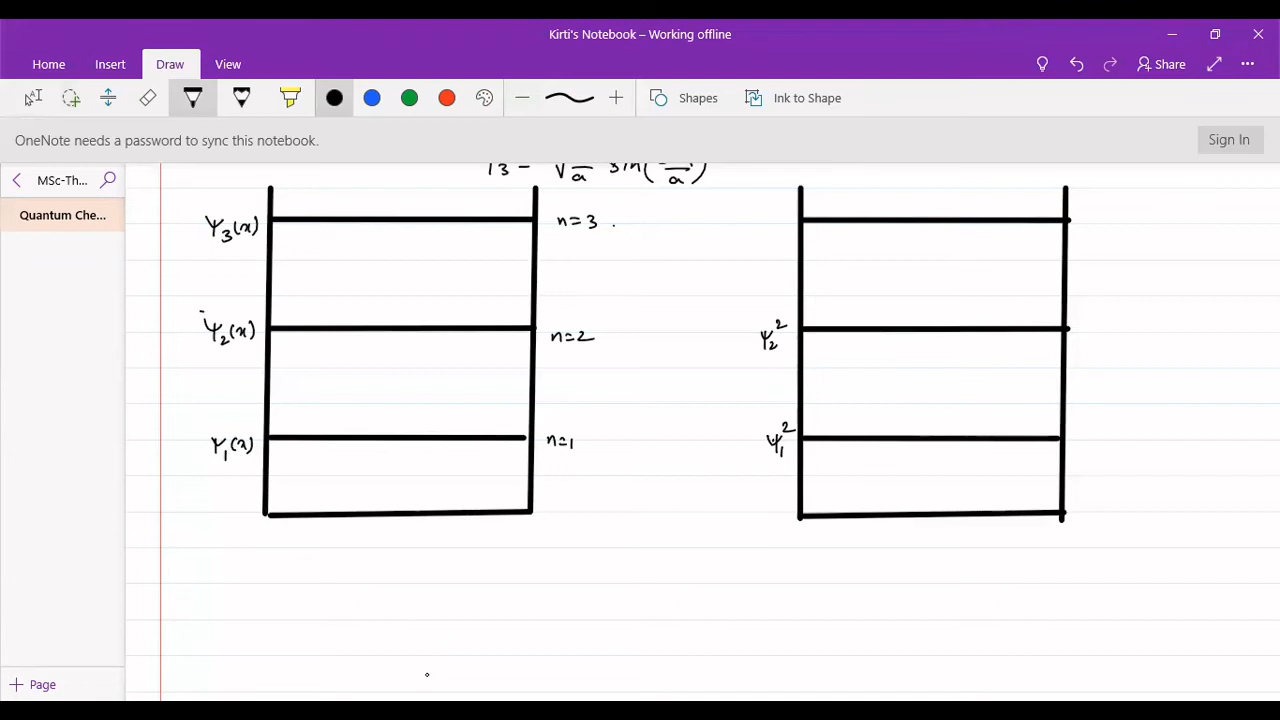 Kirti's Notebook – Working offline
Home Insert Draw View
Share
Shapes Ink to Shape
OneNote needs a password to sync this notebook.
Sign In
MSc-Th...
Quantum Che...
a sin( a )
ψ₃(x) n=3
ψ₂(x) n=2 ψ₂²
ψ₁(x) n=1 ψ₁²
+ Page